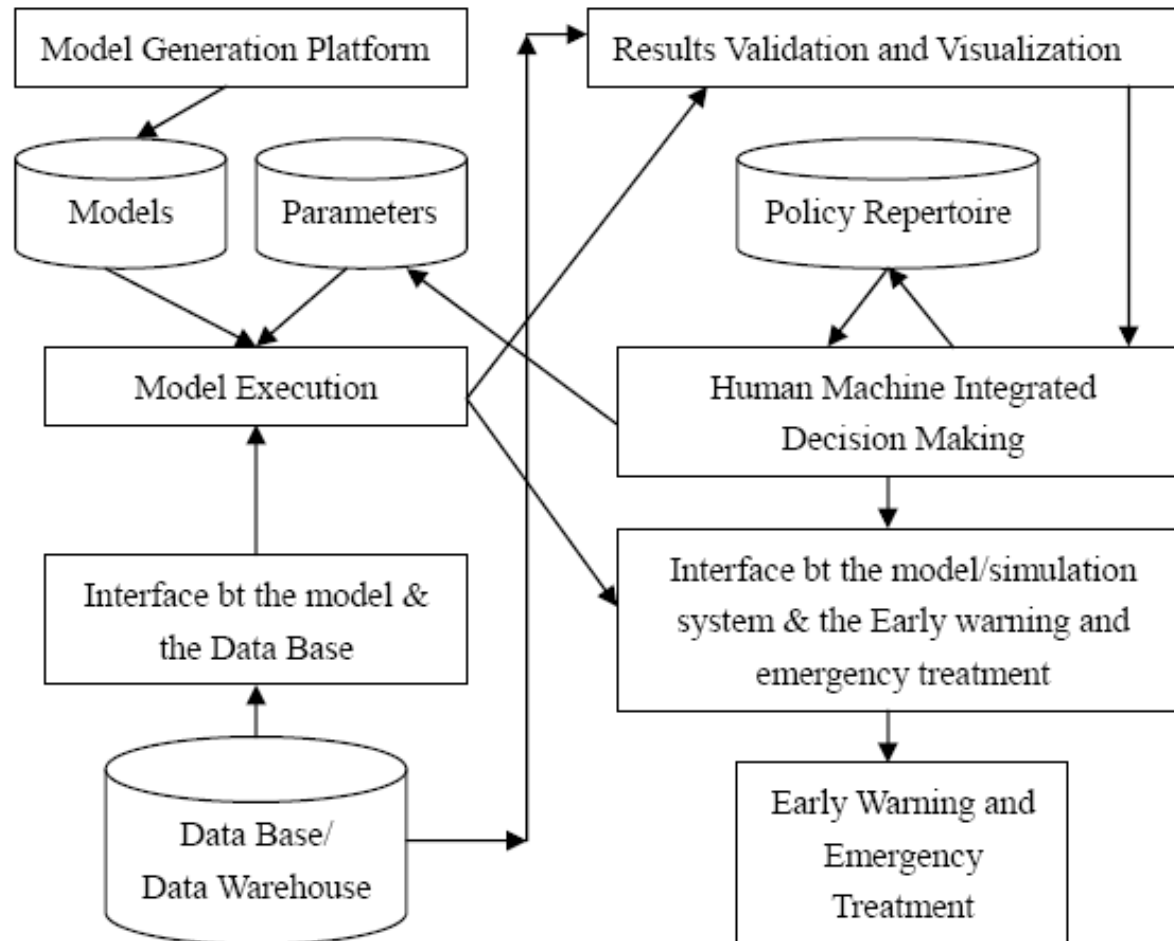 Model Generation Platform
Results Validation and Visualization
Models
Parameters
Policy Repertoire
Model Execution
Human Machine Integrated
Decision Making
Interface bt the model &
the Data Base
Interface bt the model/simulation
system & the Early warning and
emergency treatment
Data Base/
Data Warehouse
Early Warning and
Emergency
Treatment